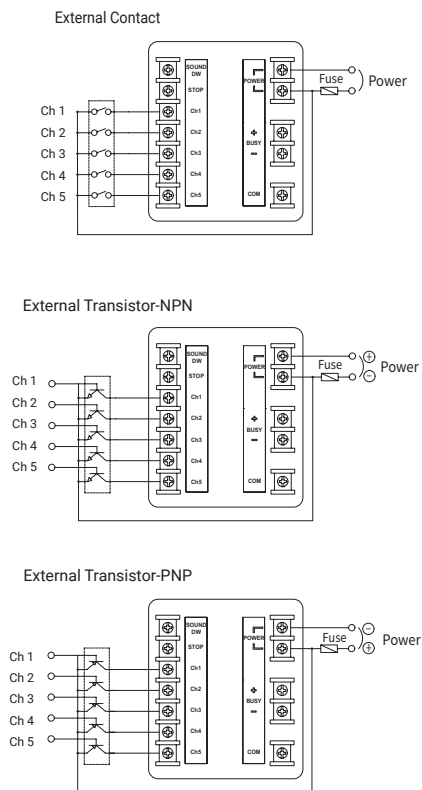 External Contact
SOUND
DW
STOP
Ch1
Ch2
Ch3
Ch4
Ch5
POWER
+
BUSY
-
COM
Fuse
Power
Ch 1
Ch 2
Ch 3
Ch 4
Ch 5
External Transistor-NPN
SOUND
DW
STOP
Ch1
Ch2
Ch3
Ch4
Ch5
POWER
+
BUSY
-
COM
Fuse
+
-
Power
Ch 1
Ch 2
Ch 3
Ch 4
Ch 5
External Transistor-PNP
SOUND
DW
STOP
Ch1
Ch2
Ch3
Ch4
Ch5
POWER
+
BUSY
-
COM
Fuse
-
+
Power
Ch 1
Ch 2
Ch 3
Ch 4
Ch 5